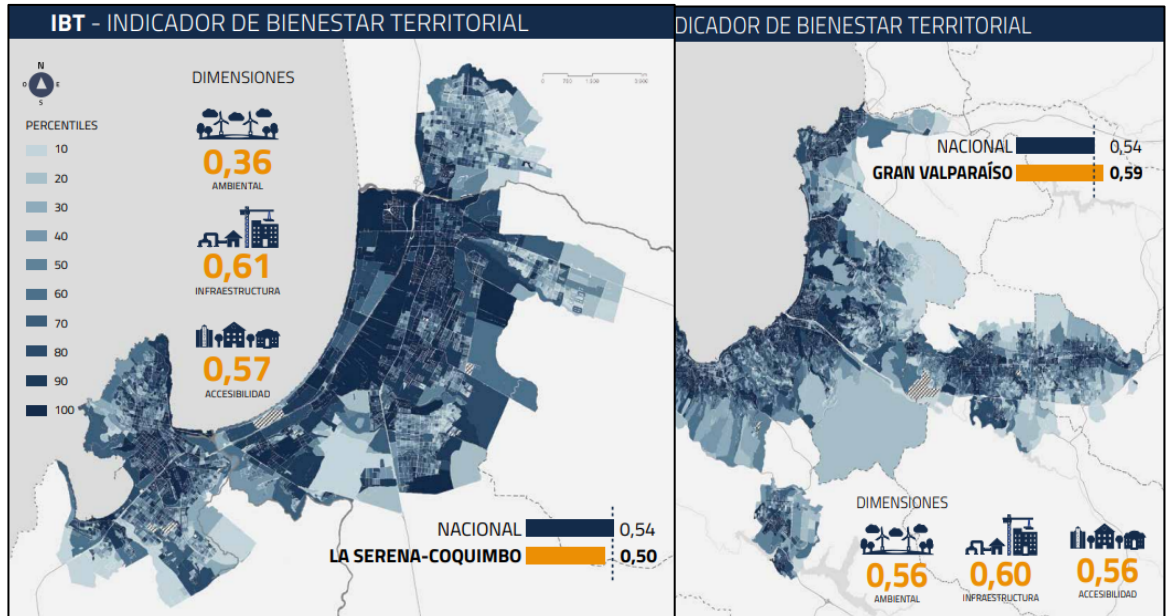 IBT - INDICADOR DE BIENESTAR TERRITORIAL
N
O
E
S
PERCENTILES
10
20
30
40
50
60
70
80
90
100
DIMENSIONES
0,36
AMBIENTAL
0,61
INFRAESTRUCTURA
0,57
ACCESIBILIDAD
NACIONAL 0,54
LA SERENA-COQUIMBO 0,50
DICADOR DE BIENESTAR TERRITORIAL
NACIONAL 0,54
GRAN VALPARAÍSO 0,59
DIMENSIONES
0,56 0,60 0,56
AMBIENTAL INFRAESTRUCTURA ACCESIBILIDAD